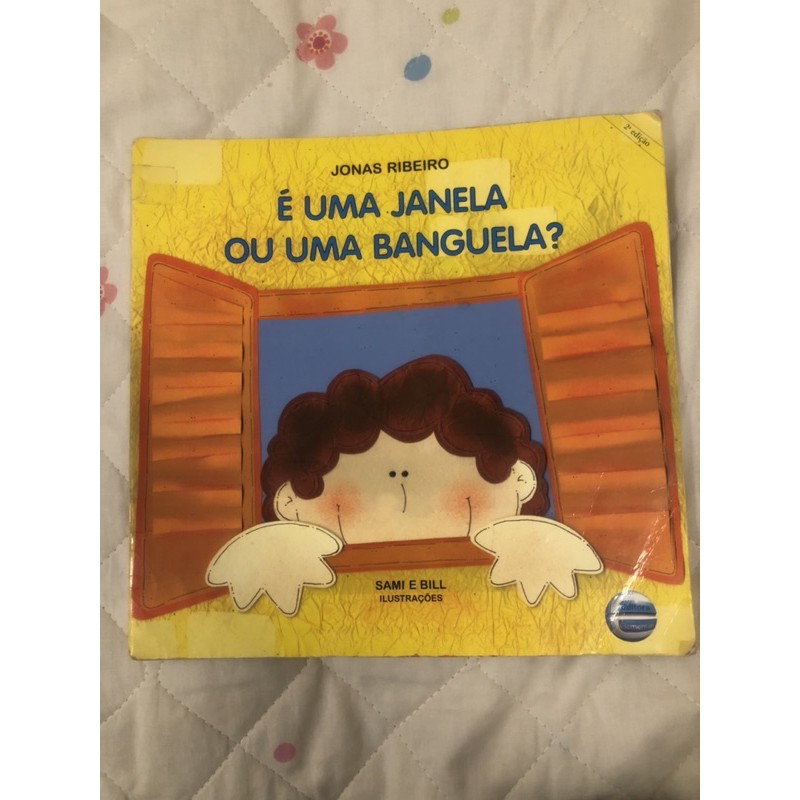 2ª edição
JONAS RIBEIRO
É UMA JANELA
OU UMA BANGUELA?
SAMI E BILL
ILUSTRAÇÕES